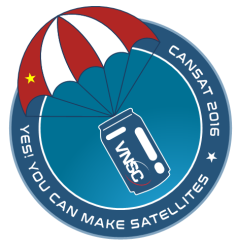 CANSAT 2016
VNSC
YES! YOU CAN MAKE SATELLITES